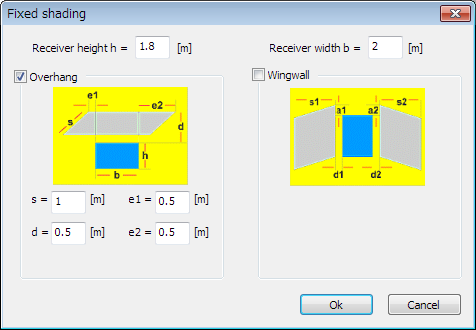 Fixed shading
Receiver height h = 1.8 [m]
Receiver width b = 2 [m]
Overhang
e1 e2
s
d
h
b
s = 1 [m] e1 = 0.5 [m]
d = 0.5 [m] e2 = 0.5 [m]
Wingwall
s1 s2
a1 a2
d1 d2
Ok Cancel